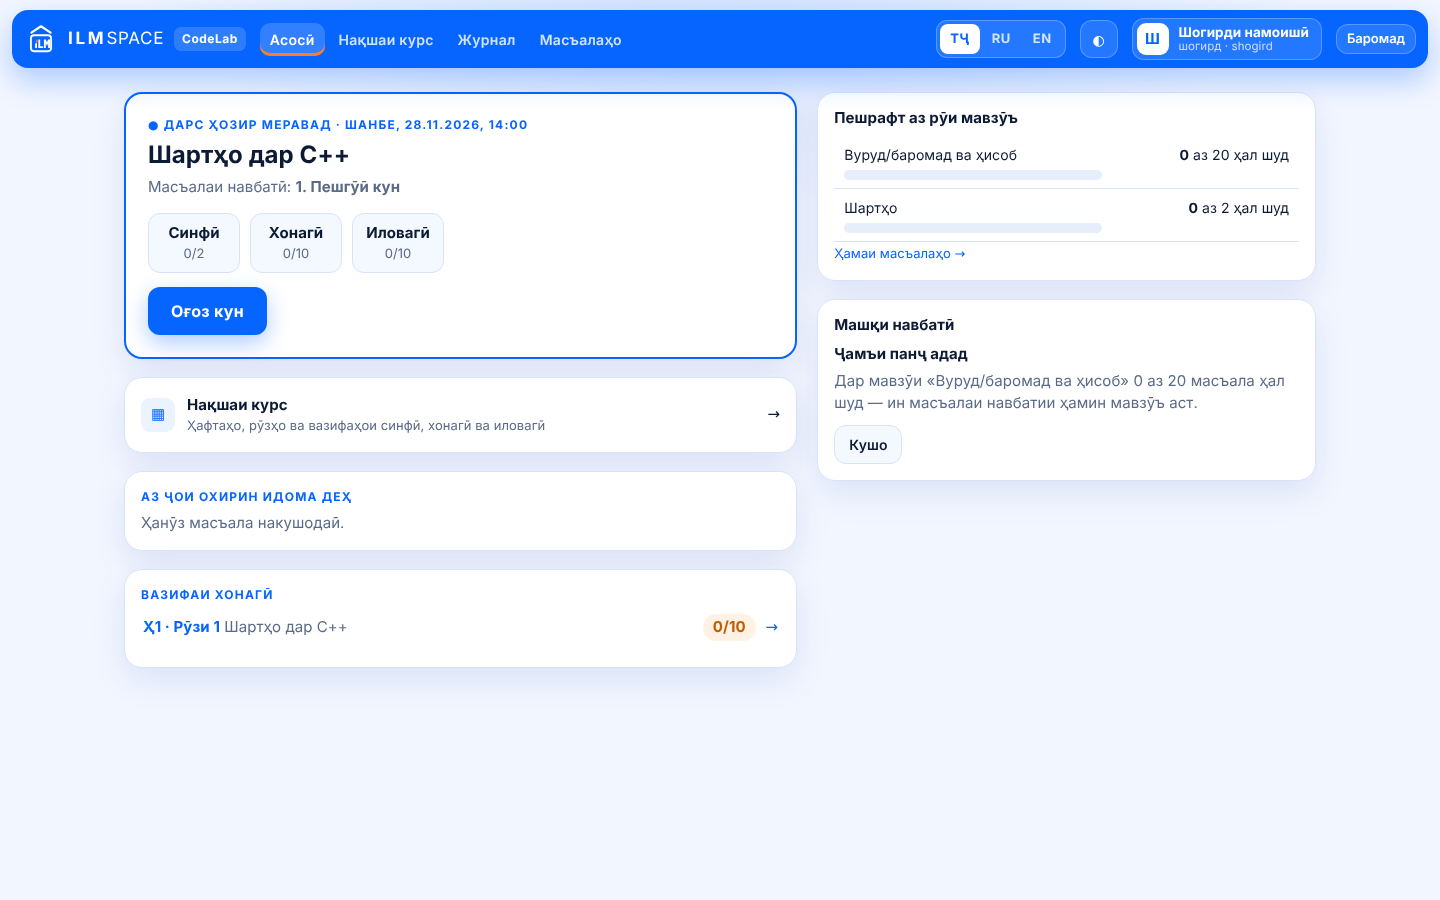 ILMSPACE CodeLab Асосӣ Нақшаи курс Журнал Масъалаҳо ТҶ RU EN Ш Шогирди намоишӣ Баромад
шогирд · shogird
ДАРС ҲОЗИР МЕРАВАД · ШАНБЕ, 28.11.2026, 14:00
Шартҳо дар C++
Масъалаи навбатӣ: 1. Пешгӯӣ кун
Синфӣ Хонагӣ Иловагӣ
0/2 0/10 0/10
Оғоз кун
Нақшаи курс →
Ҳафтаҳо, рӯзҳо ва вазифаҳои синфӣ, хонагӣ ва иловагӣ
АЗ ҶОИ ОХИРИН ИДОМА ДЕҲ
Ҳанӯз масъала накушодаӣ.
ВАЗИФАИ ХОНАГӢ
Ҳ1 · Рӯзи 1 Шартҳо дар C++ 0/10 →
Пешрафт аз рӯи мавзӯъ
Вуруд/баромад ва ҳисоб 0 аз 20 ҳал шуд
Шартҳо 0 аз 2 ҳал шуд
Ҳамаи масъалаҳо →
Машқи навбатӣ
Ҷамъи панҷ адад
Дар мавзӯи «Вуруд/баромад ва ҳисоб» 0 аз 20 масъала ҳал
шуд — ин масъалаи навбатии ҳамин мавзӯъ аст.
Кушо